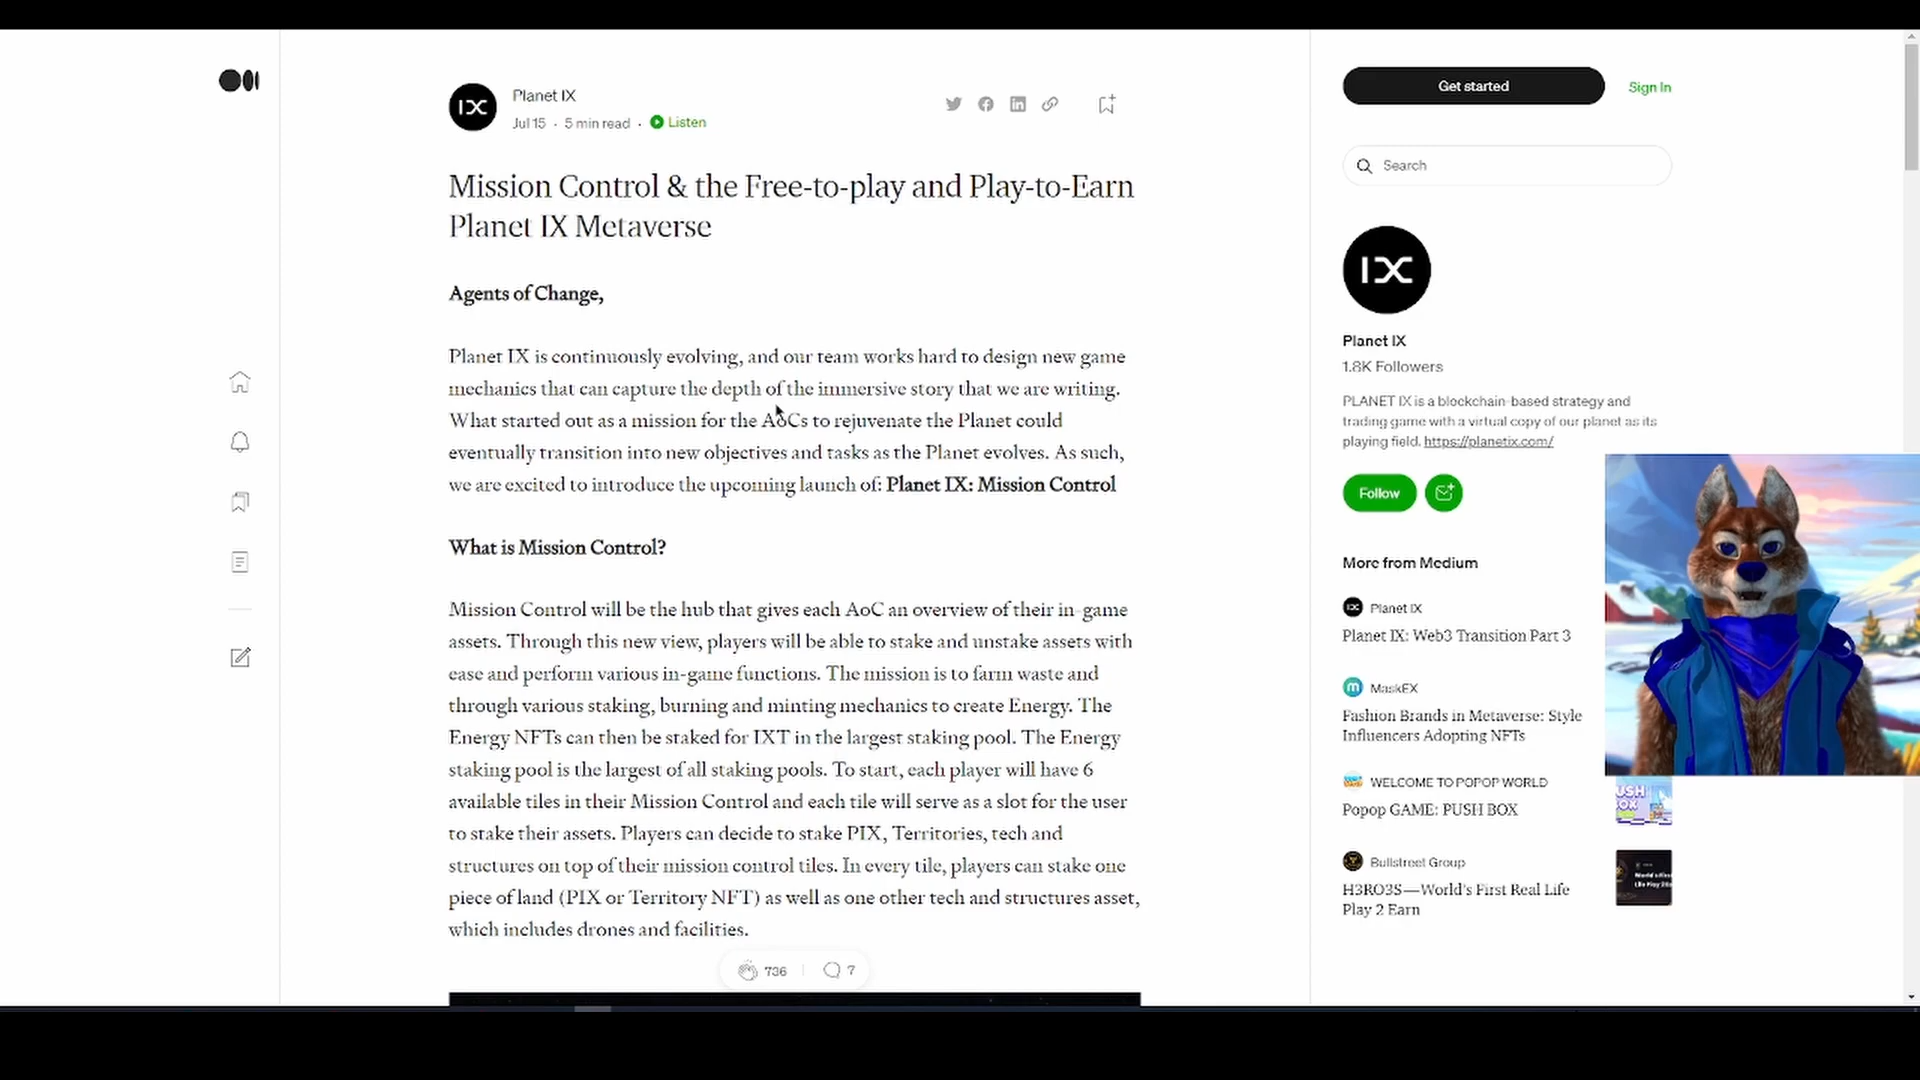 IX
Planet IX
Jul 15 · 5 min read · Listen
Mission Control & the Free-to-play and Play-to-Earn
Planet IX Metaverse
Agents of Change,
Planet IX is continuously evolving, and our team works hard to design new game
mechanics that can capture the depth of the immersive story that we are writing.
What started out as a mission for the AoCs to rejuvenate the Planet could
eventually transition into new objectives and tasks as the Planet evolves. As such,
we are excited to introduce the upcoming launch of: Planet IX: Mission Control
What is Mission Control?
Mission Control will be the hub that gives each AoC an overview of their in-game
assets. Through this new view, players will be able to stake and unstake assets with
ease and perform various in-game functions. The mission is to farm waste and
through various staking, burning and minting mechanics to create Energy. The
Energy NFTs can then be staked for IXT in the largest staking pool. The Energy
staking pool is the largest of all staking pools. To start, each player will have 6
available tiles in their Mission Control and each tile will serve as a slot for the user
to stake their assets. Players can decide to stake PIX, Territories, tech and
structures on top of their mission control tiles. In every tile, players can stake one
piece of land (PIX or Territory NFT) as well as one other tech and structures asset,
which includes drones and facilities.
736
7
Get started
Sign In
Search
IX
Planet IX
1.8K Followers
PLANET IX is a blockchain-based strategy and
trading game with a virtual copy of our planet as its
playing field. https://planetix.com/
Follow
More from Medium
Planet IX
Planet IX: Web3 Transition Part 3
MaskEX
Fashion Brands in Metaverse: Style
Influencers Adopting NFTs
WELCOME TO POPOP WORLD
Popop GAME: PUSH BOX
Bullstreet Group
H3RO3S—World's First Real Life
Play 2 Earn